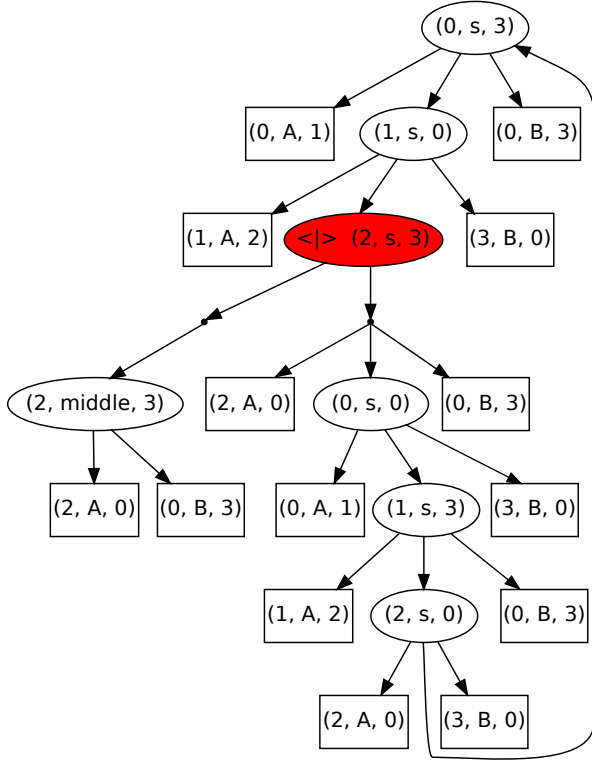 (0, s, 3)
(0, A, 1)
(1, s, 0)
(0, B, 3)
(1, A, 2)
<|> (2, s, 3)
(3, B, 0)
(2, middle, 3)
(2, A, 0)
(0, s, 0)
(0, B, 3)
(2, A, 0)
(0, B, 3)
(0, A, 1)
(1, s, 3)
(3, B, 0)
(1, A, 2)
(2, s, 0)
(0, B, 3)
(2, A, 0)
(3, B, 0)